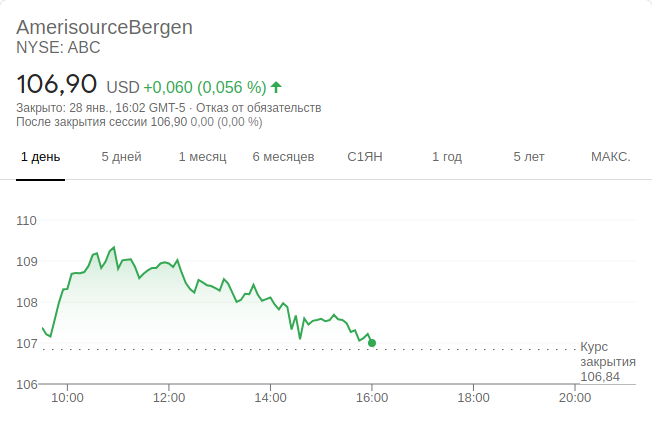 AmerisourceBergen
NYSE: ABC
106,90 USD +0,060 (0,056 %)
Закрыто: 28 янв., 16:02 GMT-5 · Отказ от обязательств
После закрытия сессии 106,90 0,00 (0,00 %)
1 день 5 дней 1 месяц 6 месяцев С1ЯН 1 год 5 лет МАКС.
110
109
108
107
106
Курс
закрытия
106,84
10:00 12:00 14:00 16:00 18:00 20:00